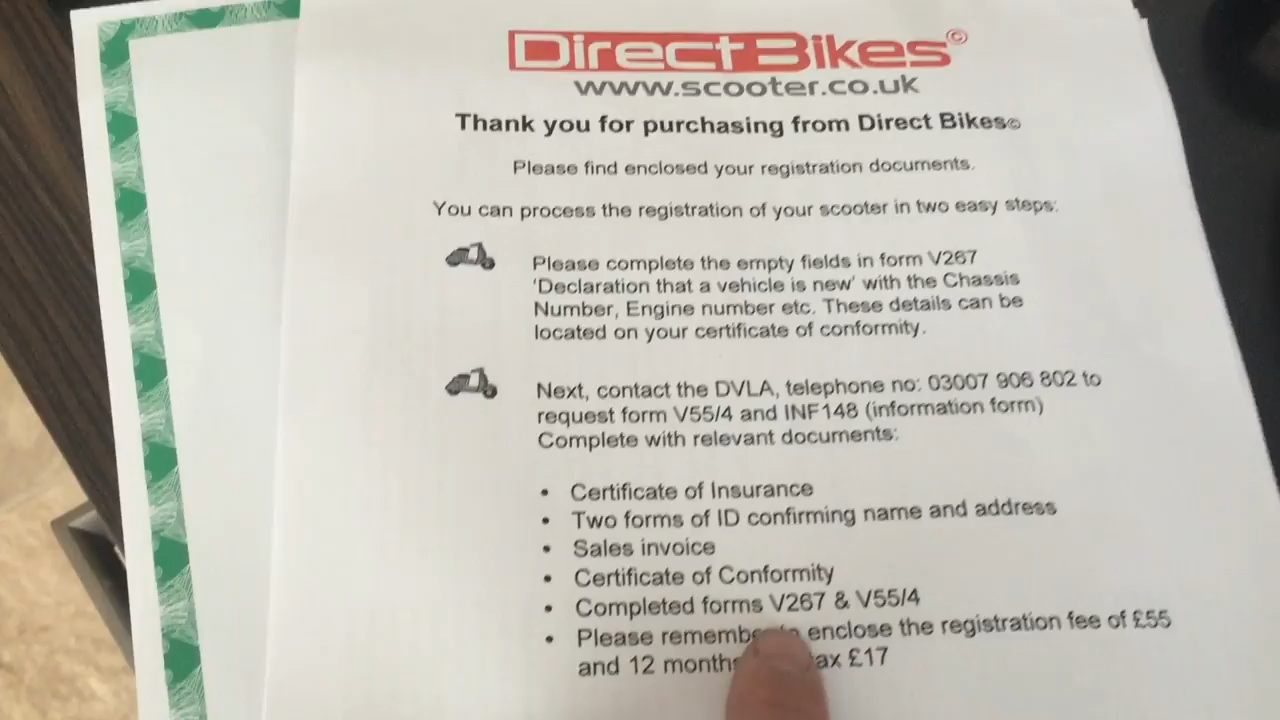 DirectBikes©
www.scooter.co.uk
Thank you for purchasing from Direct Bikes©
Please find enclosed your registration documents.
You can process the registration of your scooter in two easy steps:
Please complete the empty fields in form V267
'Declaration that a vehicle is new' with the Chassis
Number, Engine number etc. These details can be
located on your certificate of conformity.
Next, contact the DVLA, telephone no: 03007 906 802 to
request form V55/4 and INF148 (information form)
Complete with relevant documents:
• Certificate of Insurance
• Two forms of ID confirming name and address
• Sales invoice
• Certificate of Conformity
• Completed forms V267 & V55/4
• Please remember enclose the registration fee of £55
and 12 months tax £17